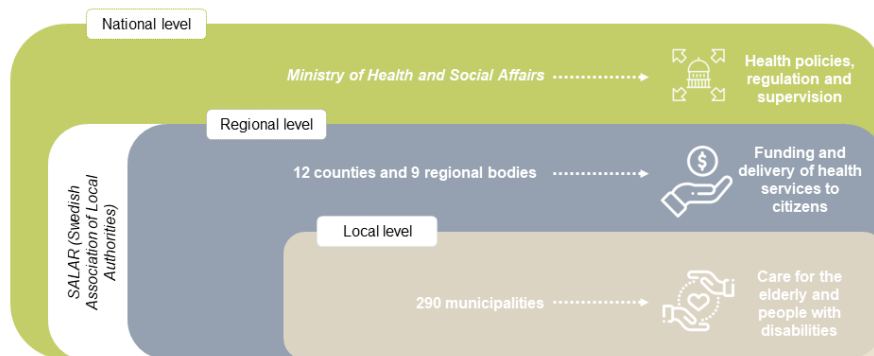 National level
Ministry of Health and Social Affairs
Health policies,
regulation and
supervision
Regional level
SALAR (Swedish
Association of Local
Authorities)
12 counties and 9 regional bodies
$
Funding and
delivery of health
services to
citizens
Local level
290 municipalities
Care for the
elderly and
people with
disabilities